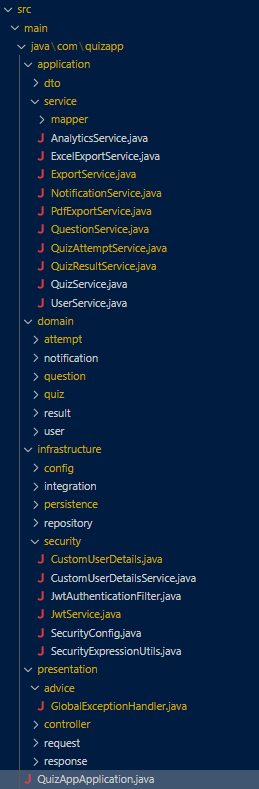 src
main
java\com\quizapp
application
dto
service
mapper
AnalyticsService.java
ExcelExportService.java
ExportService.java
NotificationService.java
PdfExportService.java
QuestionService.java
QuizAttemptService.java
QuizResultService.java
QuizService.java
UserService.java
domain
attempt
notification
question
quiz
result
user
infrastructure
config
integration
persistence
repository
security
CustomUserDetails.java
CustomUserDetailsService.java
JwtAuthenticationFilter.java
JwtService.java
SecurityConfig.java
SecurityExpressionUtils.java
presentation
advice
GlobalExceptionHandler.java
controller
request
response
QuizAppApplication.java